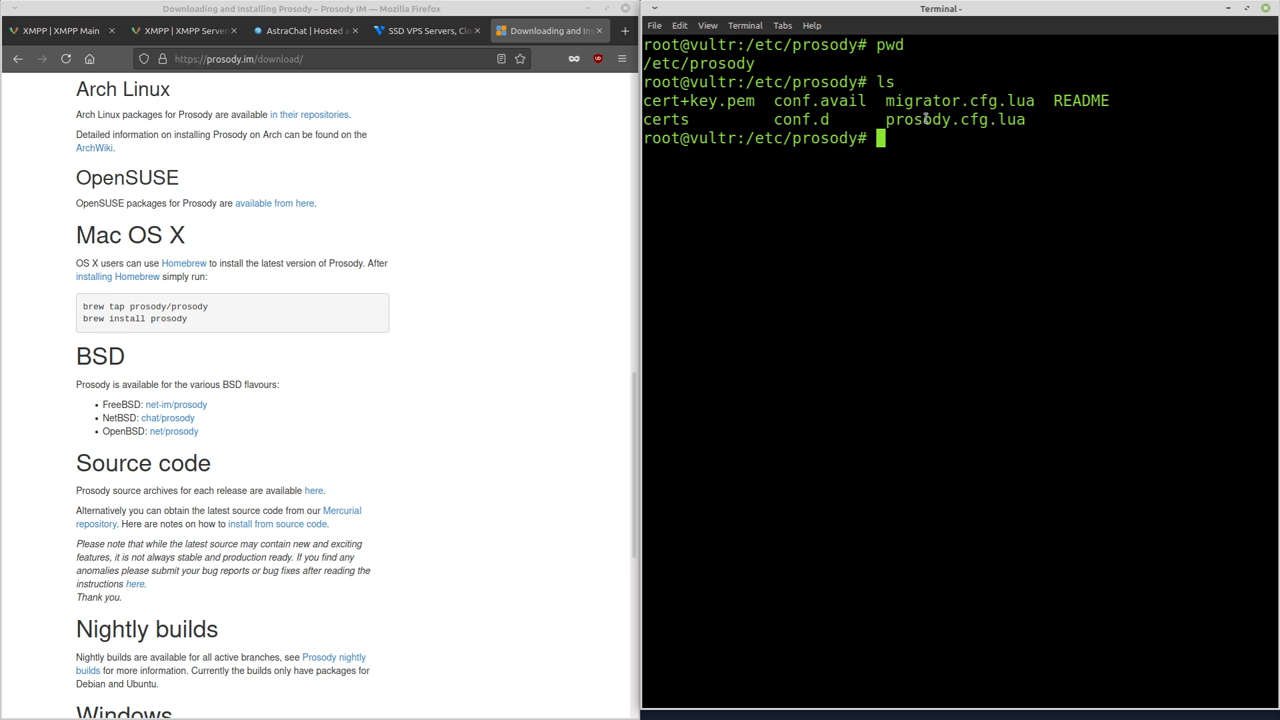 Downloading and Installing Prosody – Prosody IM — Mozilla Firefox
XMPP | XMPP Main
XMPP | XMPP Server
AstraChat | Hosted a
SSD VPS Servers, Clo
Downloading and Ins
https://prosody.im/download/
Arch Linux
Arch Linux packages for Prosody are available in their repositories.
Detailed information on installing Prosody on Arch can be found on the
ArchWiki.
OpenSUSE
OpenSUSE packages for Prosody are available from here.
Mac OS X
OS X users can use Homebrew to install the latest version of Prosody. After
installing Homebrew simply run:
brew tap prosody/prosody
brew install prosody
BSD
Prosody is available for the various BSD flavours:
• FreeBSD: net-im/prosody
• NetBSD: chat/prosody
• OpenBSD: net/prosody
Source code
Prosody source archives for each release are available here.
Alternatively you can obtain the latest source code from our Mercurial
repository. Here are notes on how to install from source code.
Please note that while the latest source may contain new and exciting
features, it is not always stable and production ready. If you find any
anomalies please submit your bug reports or bug fixes after reading the
instructions here.
Thank you.
Nightly builds
Nightly builds are available for all active branches, see Prosody nightly
builds for more information. Currently the builds only have packages for
Debian and Ubuntu.
Windows
Terminal -
File Edit View Terminal Tabs Help
root@vultr:/etc/prosody# pwd
/etc/prosody
root@vultr:/etc/prosody# ls
cert+key.pem conf.avail migrator.cfg.lua README
certs conf.d prosody.cfg.lua
root@vultr:/etc/prosody#